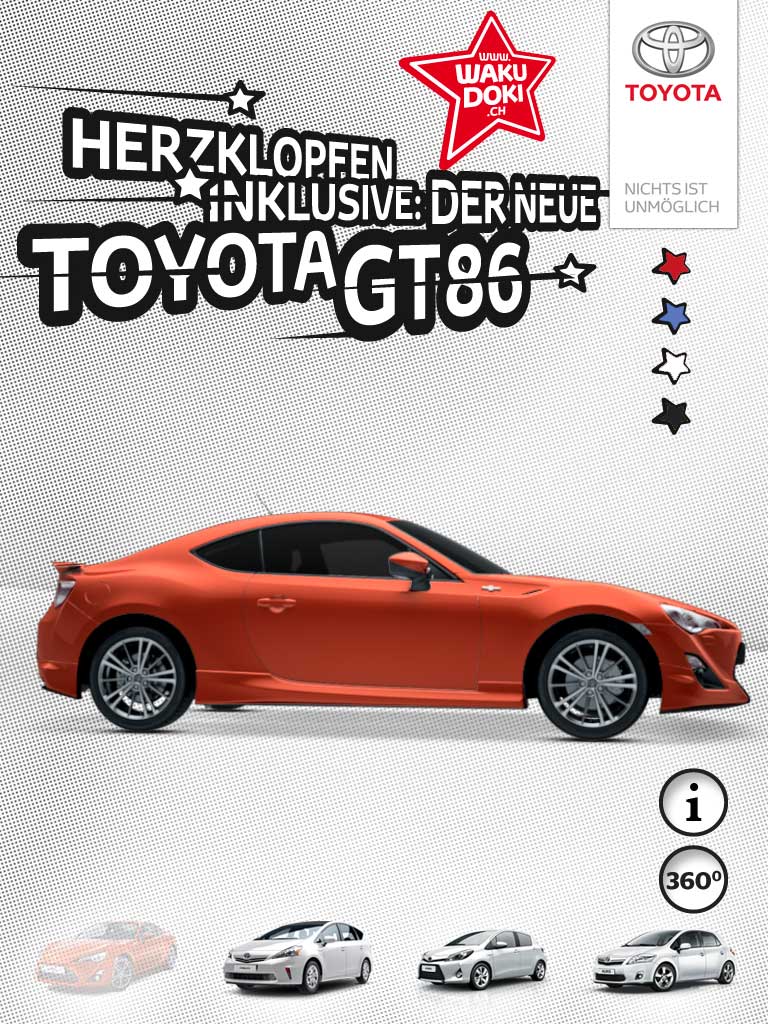 WWW.
WAKU
DOKI
.CH
TOYOTA
NICHTS IST
UNMÖGLICH
HERZKLOPFEN
INKLUSIVE: DER NEUE
TOYOTA GT86
i
360°